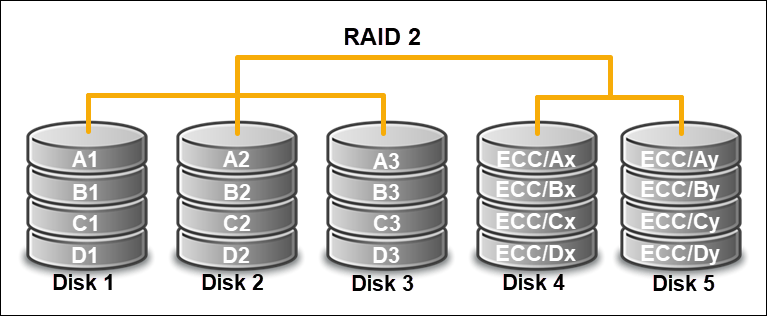 RAID 2
A1 A2 A3 ECC/Ax ECC/Ay
B1 B2 B3 ECC/Bx ECC/By
C1 C2 C3 ECC/Cx ECC/Cy
D1 D2 D3 ECC/Dx ECC/Dy
Disk 1 Disk 2 Disk 3 Disk 4 Disk 5